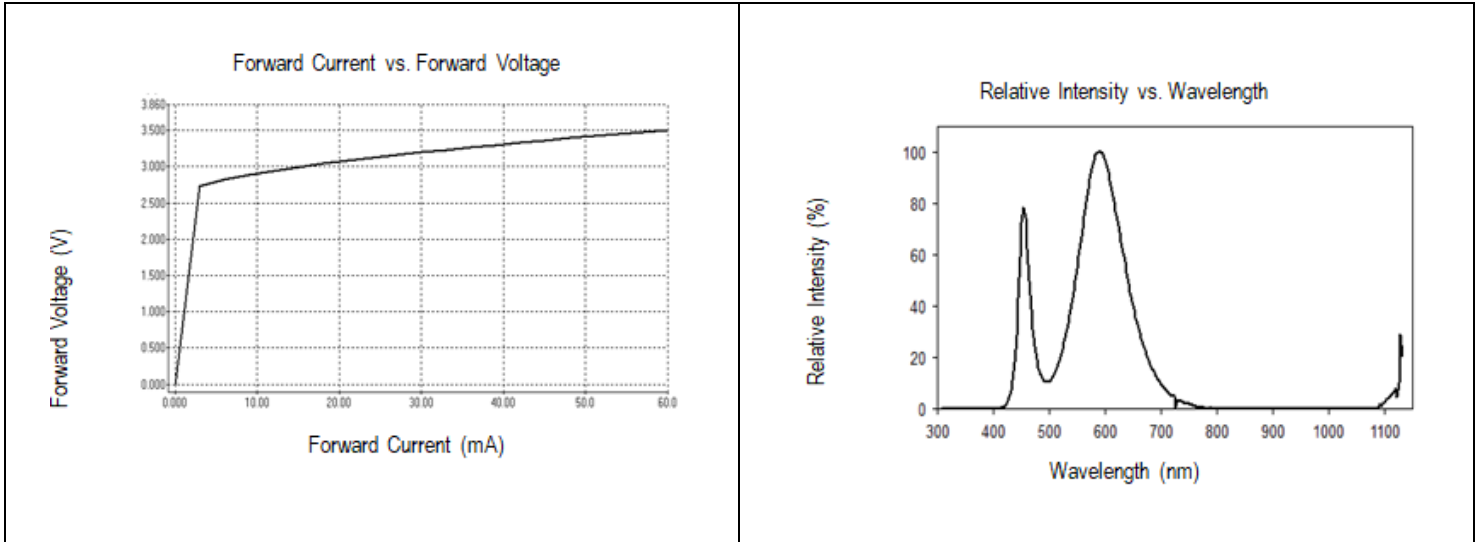 Forward Current vs. Forward Voltage
3.860
3.500
3.000
2.500
2.000
1.500
1.000
0.500
0.000
0.000 10.00 20.00 30.00 40.00 50.00 60.0
Forward Voltage (V)
Forward Current (mA)
Relative Intensity vs. Wavelength
100
80
60
40
20
0
300 400 500 600 700 800 900 1000 1100
Relative Intensity (%)
Wavelength (nm)